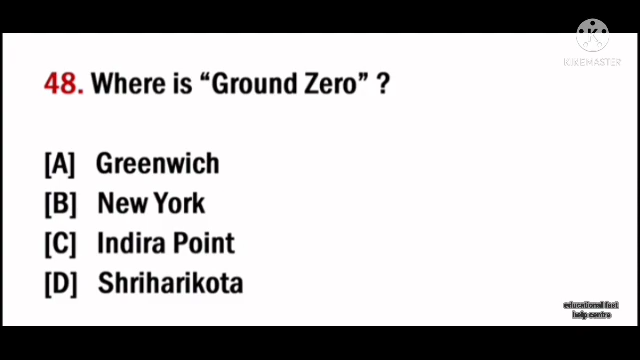 KINEMASTER
48. Where is “Ground Zero” ?
[A] Greenwich
[B] New York
[C] Indira Point
[D] Shriharikota
educational fast
help centre